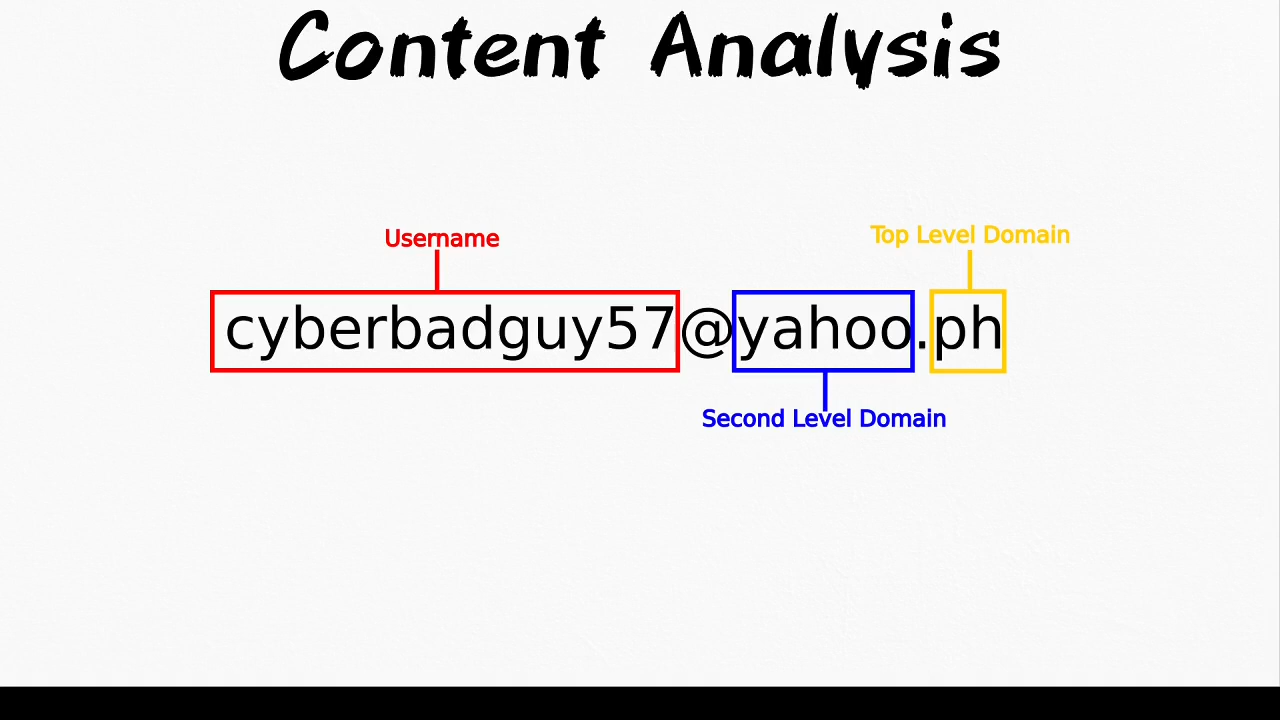 Content Analysis
Username
Top Level Domain
cyberbadguy57@yahoo.ph
Second Level Domain